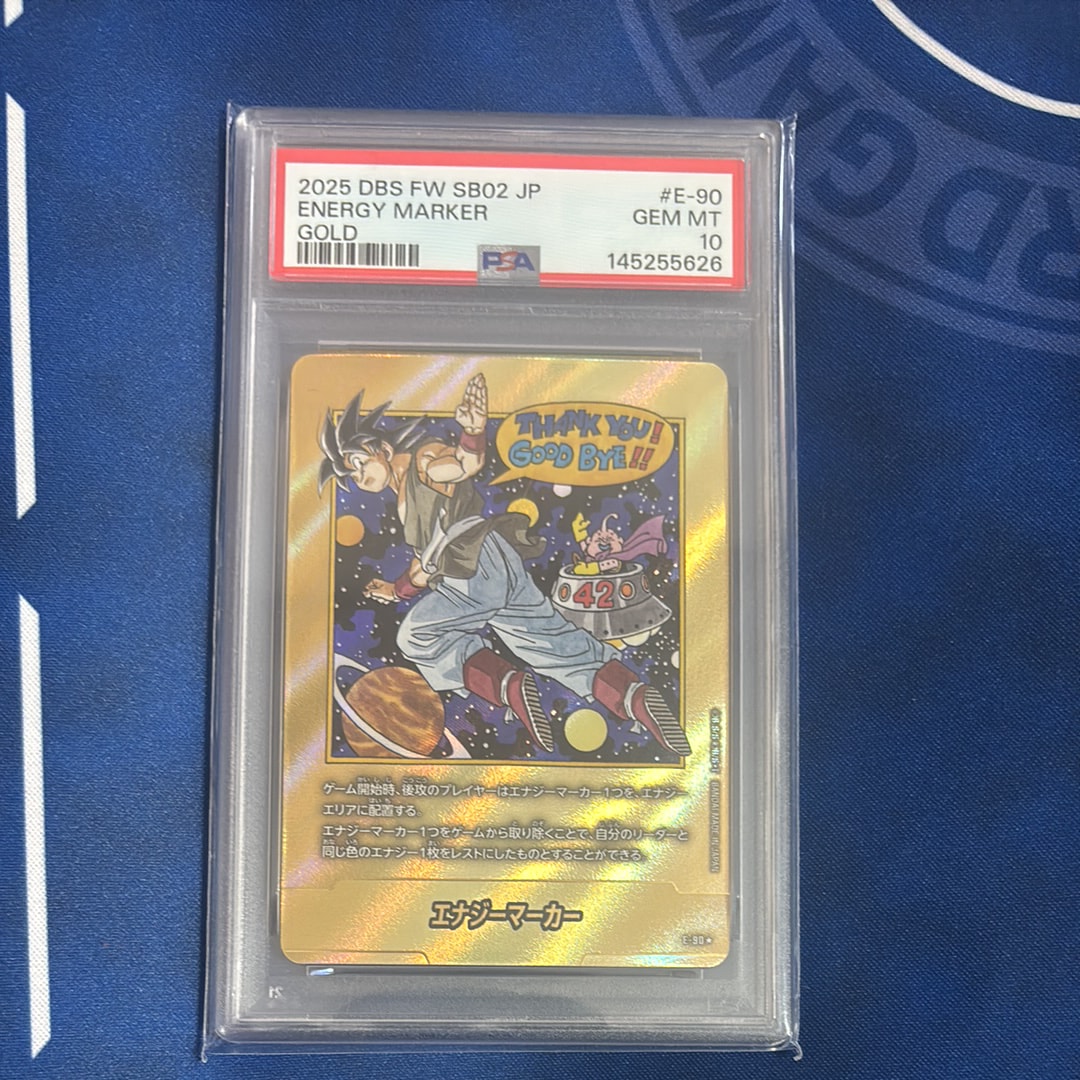 2025 DBS FW SB02 JP
#E-90
ENERGY MARKER
GEM MT
GOLD
10
PSA
145255626
THANK YOU!
GOOD BYE!!
42
ゲーム開始時、後攻のプレイヤーはエナジーマーカー1つを、エナジー
エリアに配置する。
エナジーマーカー1つをゲームから取り除くことで、自分のリーダーと
同じ色のエナジー1枚をレストにしたものとすることができる。
エナジーマーカー
E-90★
BANDAI MADE IN JAPAN